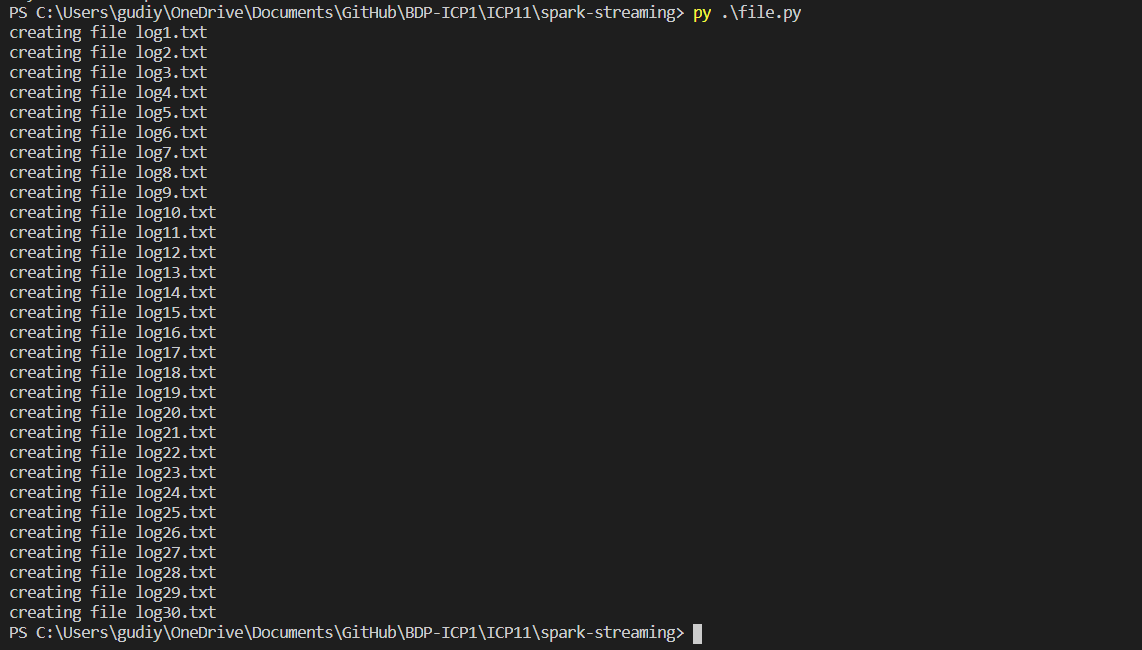 PS C:\Users\gudiy\OneDrive\Documents\GitHub\BDP-ICP1\ICP11\spark-streaming> py .\file.py
creating file log1.txt
creating file log2.txt
creating file log3.txt
creating file log4.txt
creating file log5.txt
creating file log6.txt
creating file log7.txt
creating file log8.txt
creating file log9.txt
creating file log10.txt
creating file log11.txt
creating file log12.txt
creating file log13.txt
creating file log14.txt
creating file log15.txt
creating file log16.txt
creating file log17.txt
creating file log18.txt
creating file log19.txt
creating file log20.txt
creating file log21.txt
creating file log22.txt
creating file log23.txt
creating file log24.txt
creating file log25.txt
creating file log26.txt
creating file log27.txt
creating file log28.txt
creating file log29.txt
creating file log30.txt
PS C:\Users\gudiy\OneDrive\Documents\GitHub\BDP-ICP1\ICP11\spark-streaming>